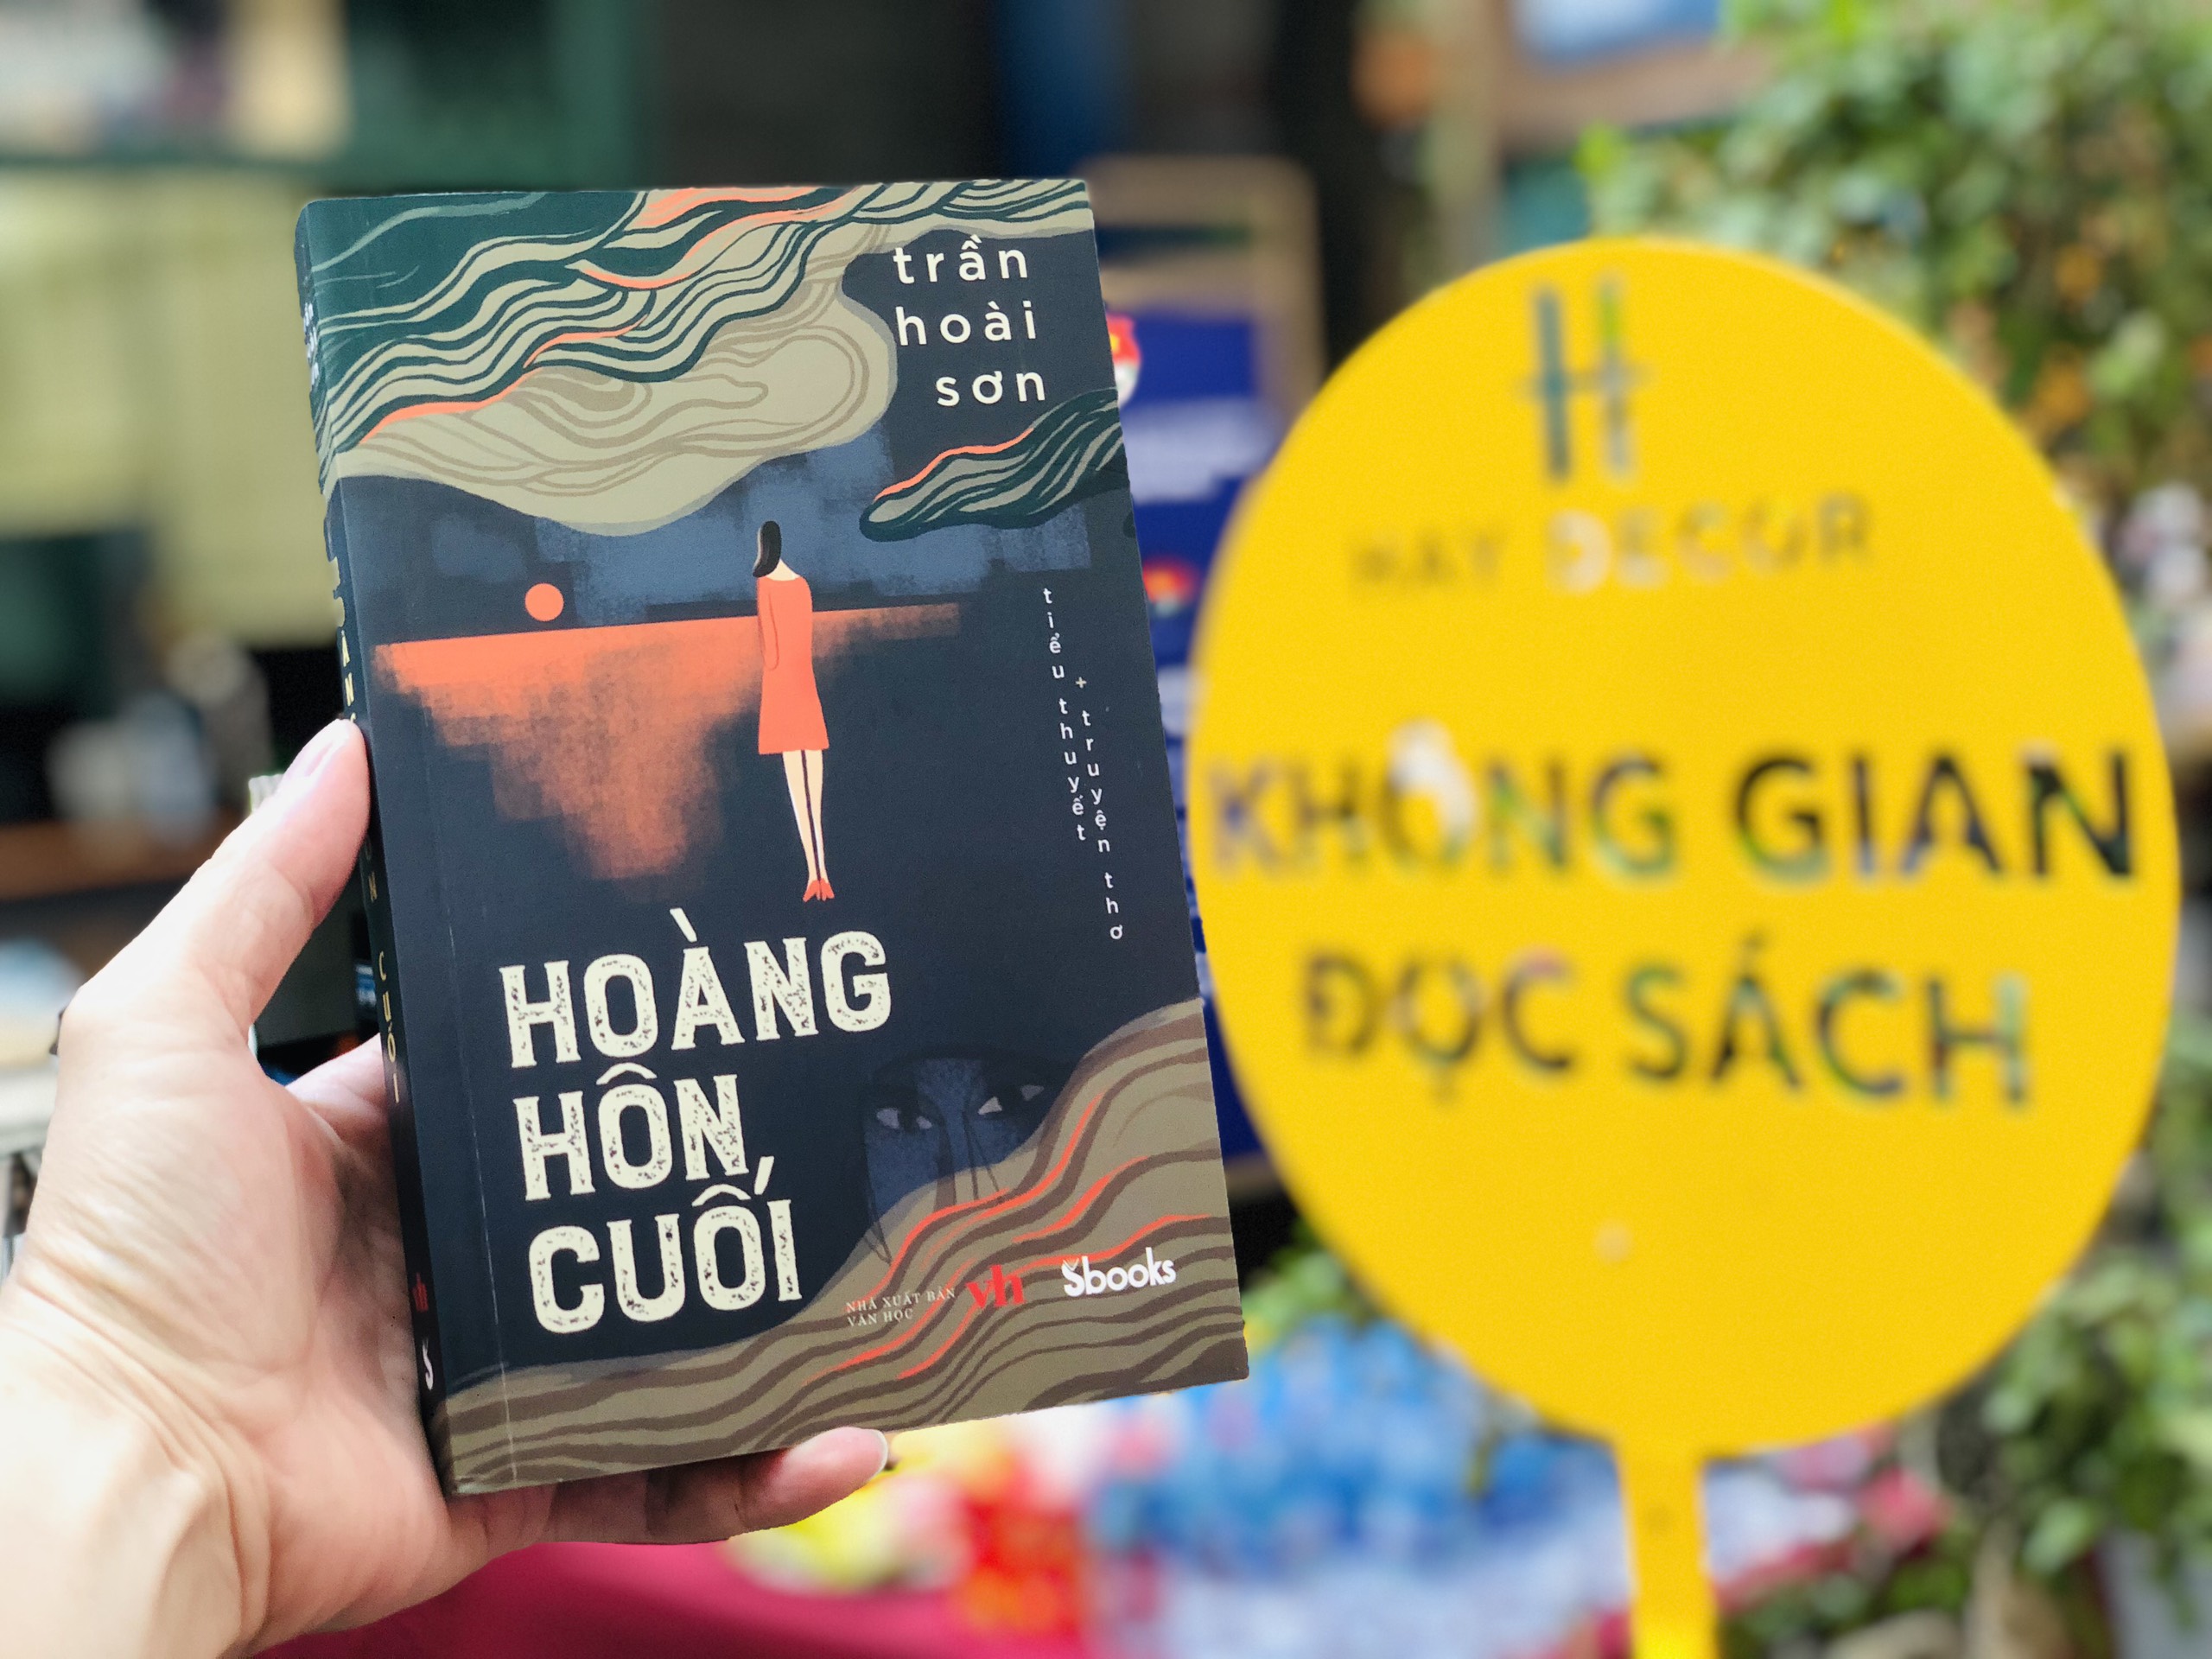 trần
hoài
sơn
tiểu thuyết
+ truyện thơ
HOÀNG
HÔN
CUỐI
NHÀ XUẤT BẢN
VĂN HỌC
vh
Sbooks
H
HAY DECOR
KHÔNG GIAN
ĐỌC SÁCH